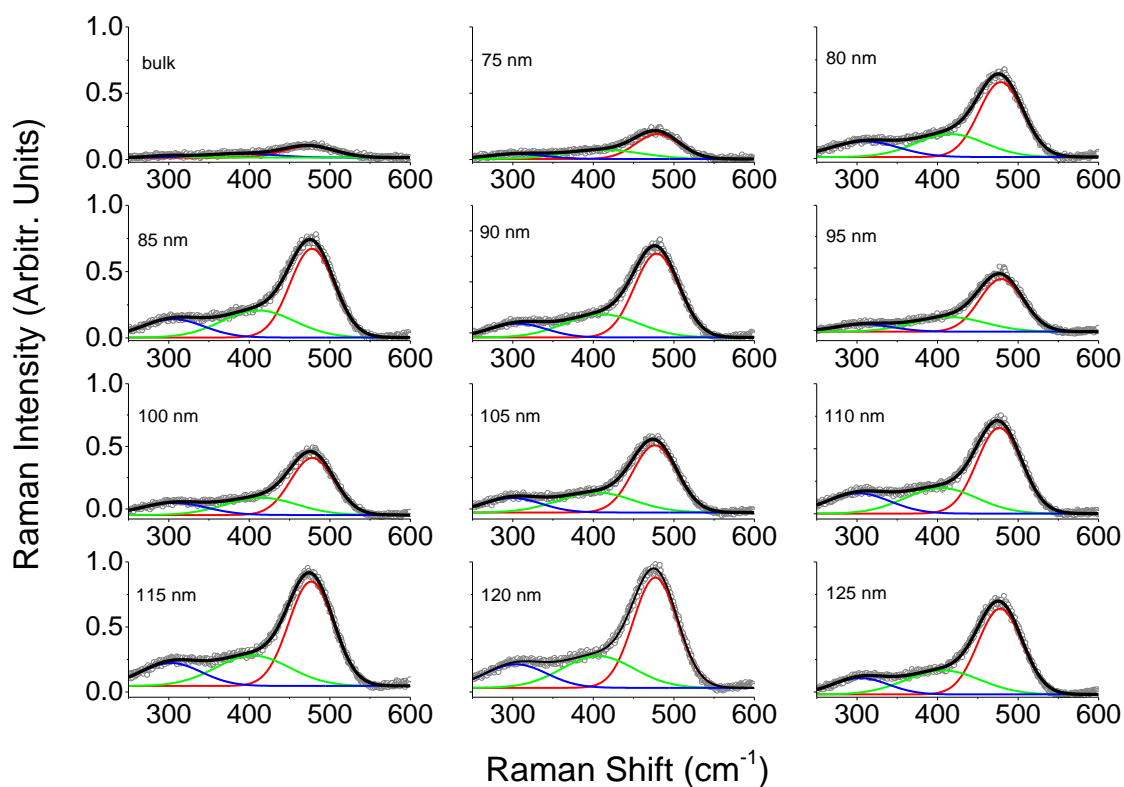 Raman Intensity (Arbitr. Units)
1.0
0.5
0.0
bulk
300 400 500 600
75 nm
300 400 500 600
80 nm
300 400 500 600
1.0
0.5
0.0
85 nm
300 400 500 600
90 nm
300 400 500 600
95 nm
300 400 500 600
1.0
0.5
0.0
100 nm
300 400 500 600
105 nm
300 400 500 600
110 nm
300 400 500 600
1.0
0.5
0.0
115 nm
300 400 500 600
120 nm
300 400 500 600
125 nm
300 400 500 600
Raman Shift (cm⁻¹)